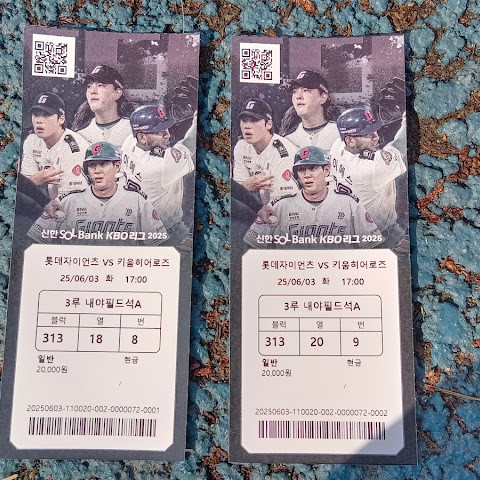 GIANTS
신한 SOL Bank KBO리그 2025
롯데자이언츠 VS 키움히어로즈
25/06/03 화 17:00
3루 내야필드석A
블럭 열 번
313 18 8
일반 현금
20,000원
/
20250603-110020-002-0000072-0001
GIANTS
신한 SOL Bank KBO리그 2025
롯데자이언츠 VS 키움히어로즈
25/06/03 화 17:00
3루 내야필드석A
블럭 열 번
313 20 9
일반 현금
20,000원
/
20250603-110020-002-0000072-0002